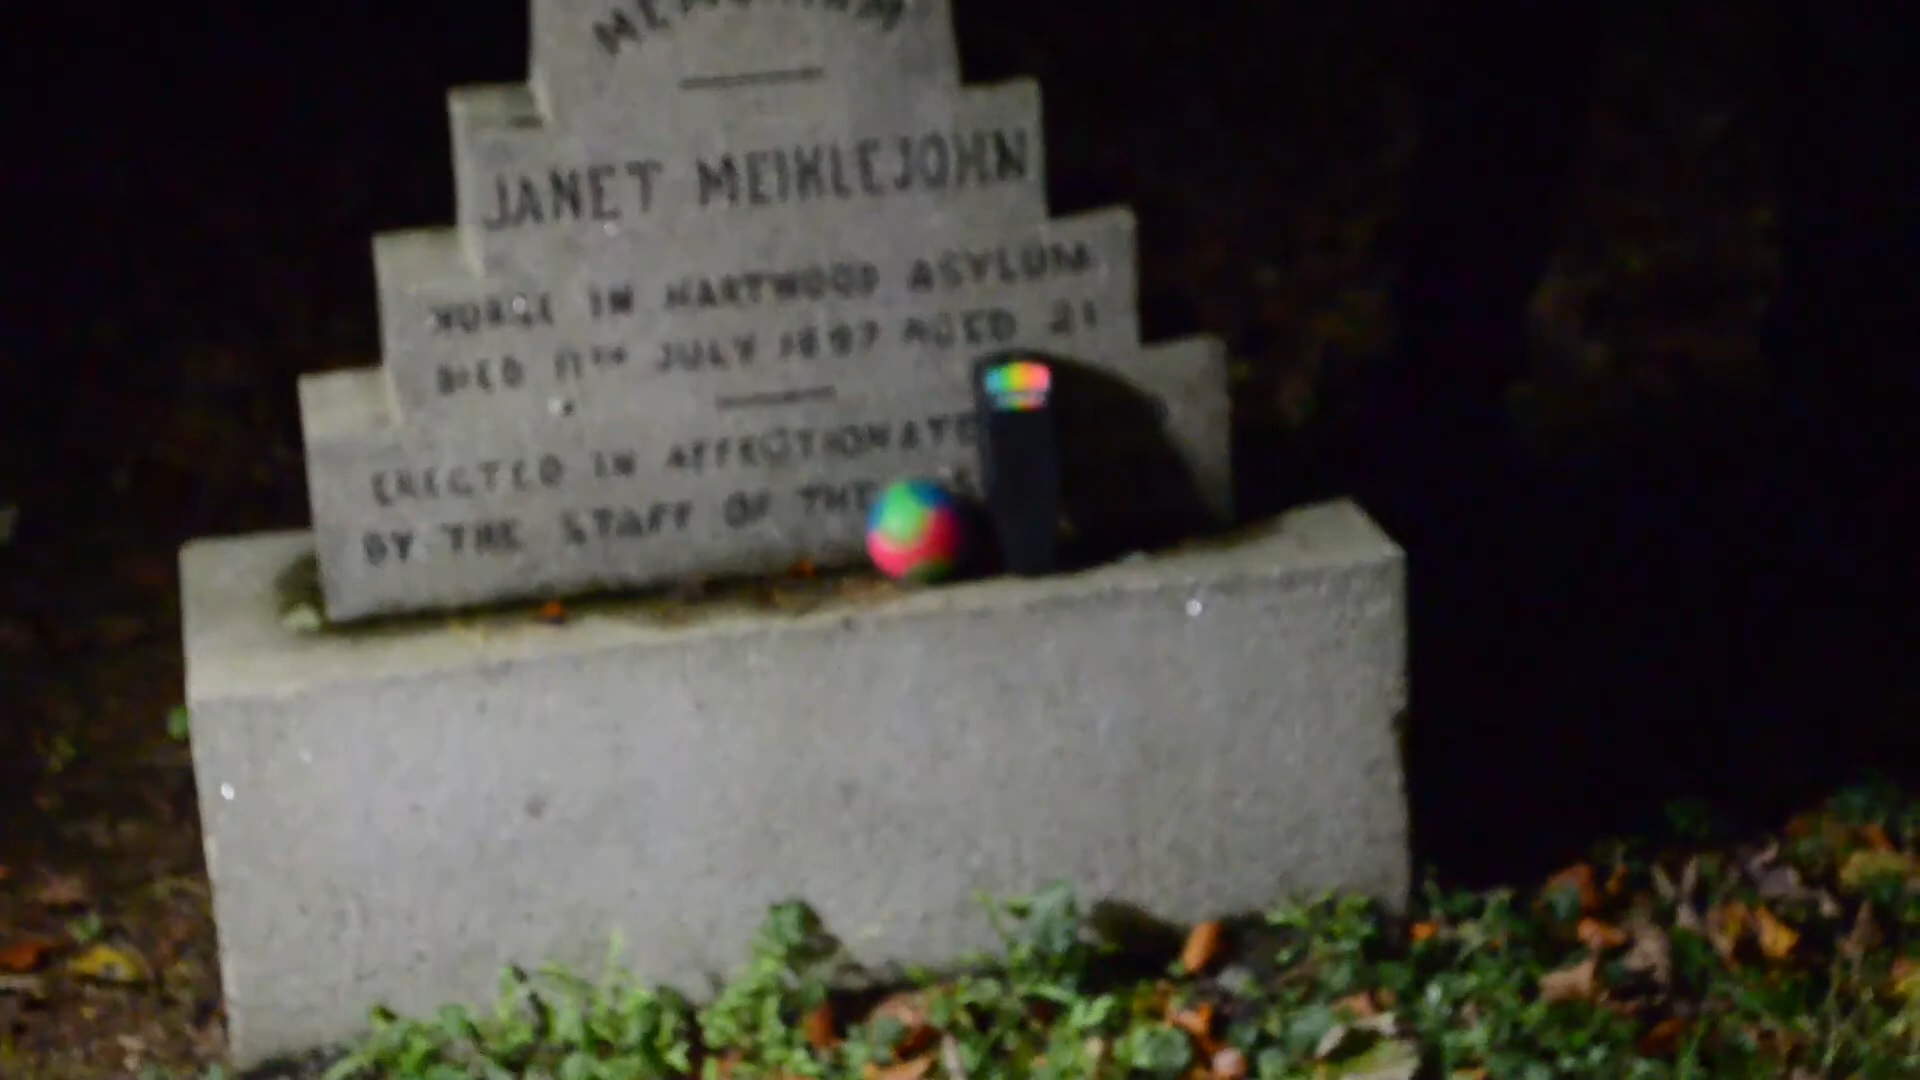 MEMORIAM
JANET MEIKLEJOHN
NURSE IN HARTWOOD ASYLUM
DIED 11TH JULY 1897 AGED 21
ERECTED IN AFFECTIONATE
BY THE STAFF OF THE